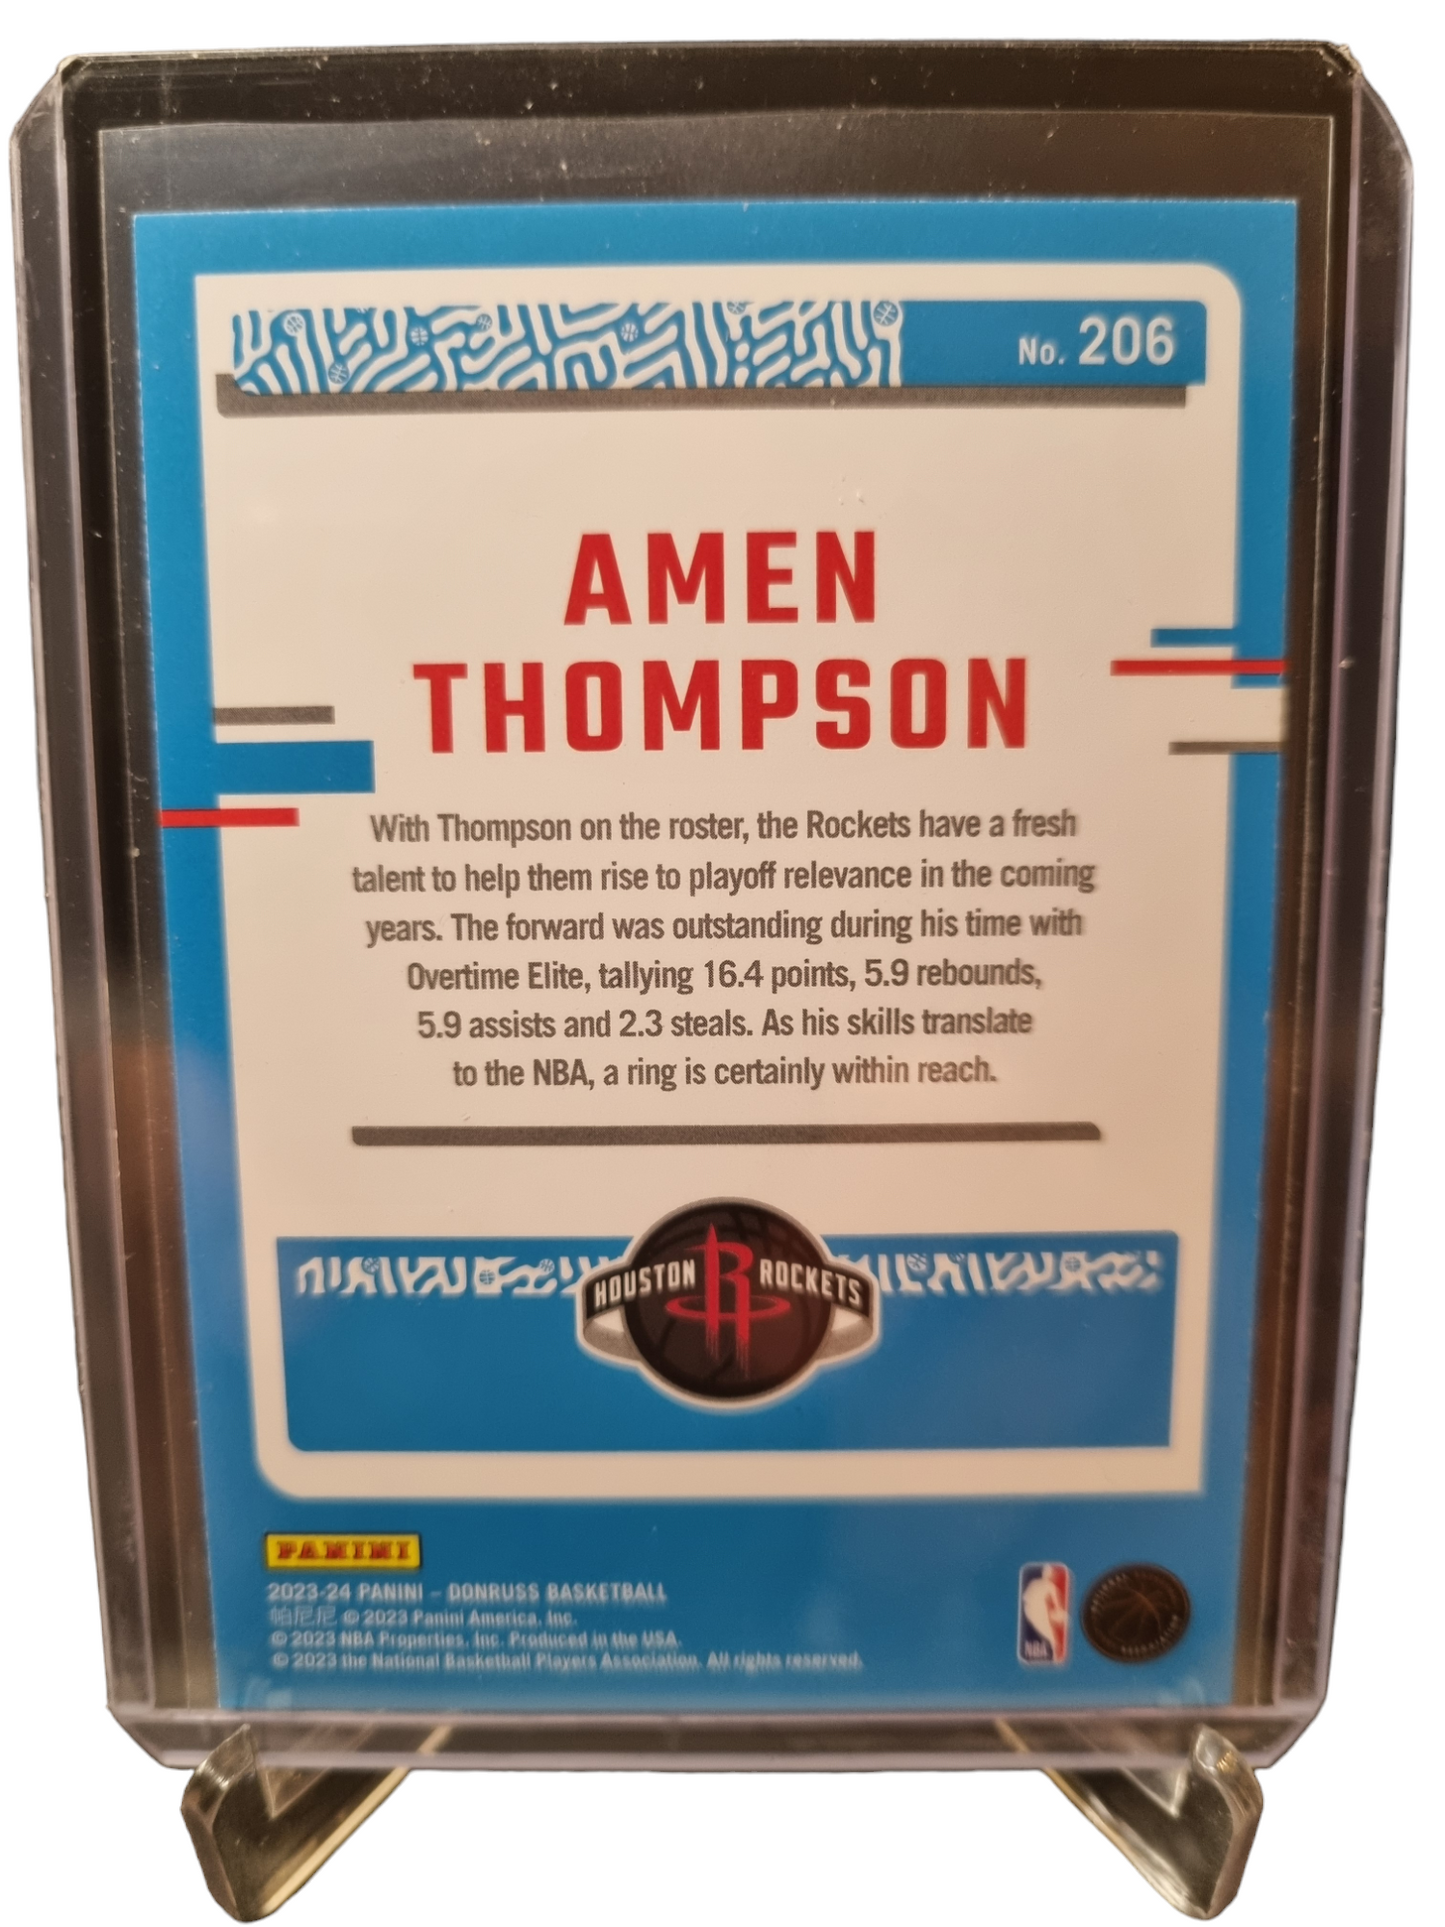 No. 206
AMEN
THOMPSON
With Thompson on the roster, the Rockets have a fresh
talent to help them rise to playoff relevance in the coming
years. The forward was outstanding during his time with
Overtime Elite, tallying 16.4 points, 5.9 rebounds,
5.9 assists and 2.3 steals. As his skills translate
to the NBA, a ring is certainly within reach.
HOUSTON R ROCKETS
PANINI
2023-24 PANINI – DONRUSS BASKETBALL
帕尼尼 © 2023 Panini America, Inc.
© 2023 NBA Properties, Inc. Produced in the USA.
© 2023 the National Basketball Players Association. All rights reserved.
NBA